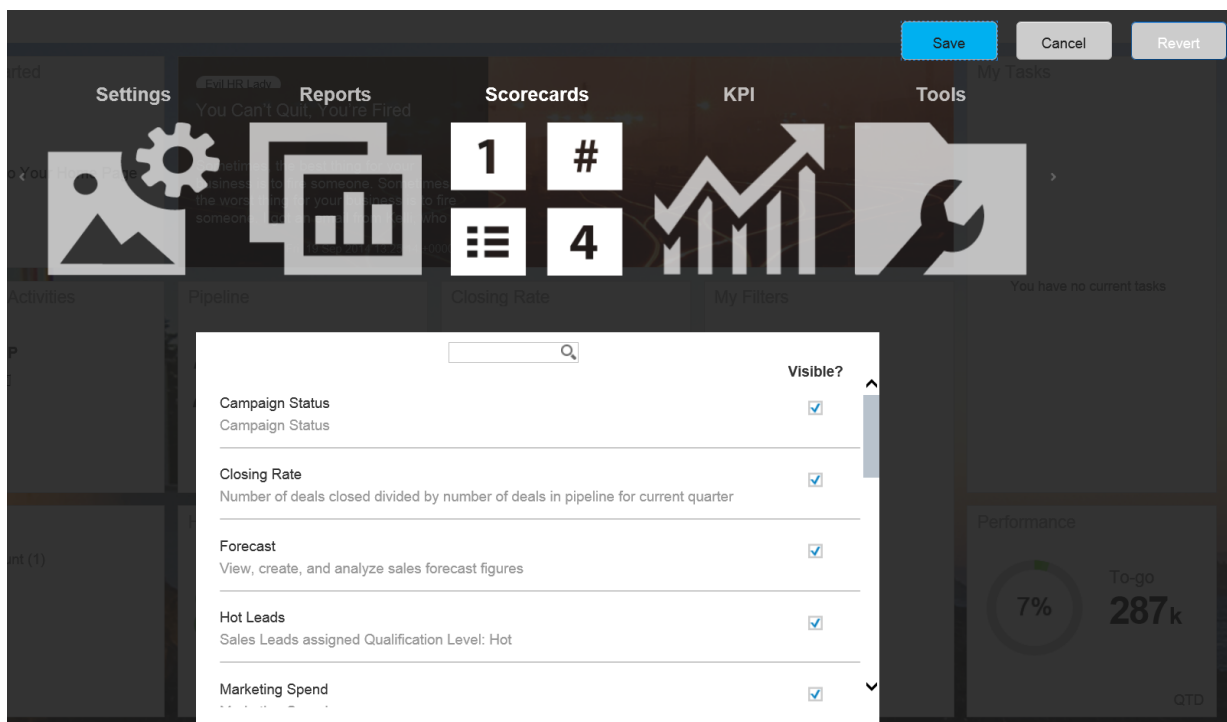 Save Cancel Revert
My Tasks
Evil HR Lady
Settings Reports Scorecards KPI Tools
You Can't Quit, You're Fired
1 #
4
You have no current tasks
Activities Pipeline Closing Rate My Filters
Visible?
Campaign Status
Campaign Status
Closing Rate
Number of deals closed divided by number of deals in pipeline for current quarter
Forecast
View, create, and analyze sales forecast figures
Hot Leads
Sales Leads assigned Qualification Level: Hot
Marketing Spend
Performance
To-go
7% 287k
QTD